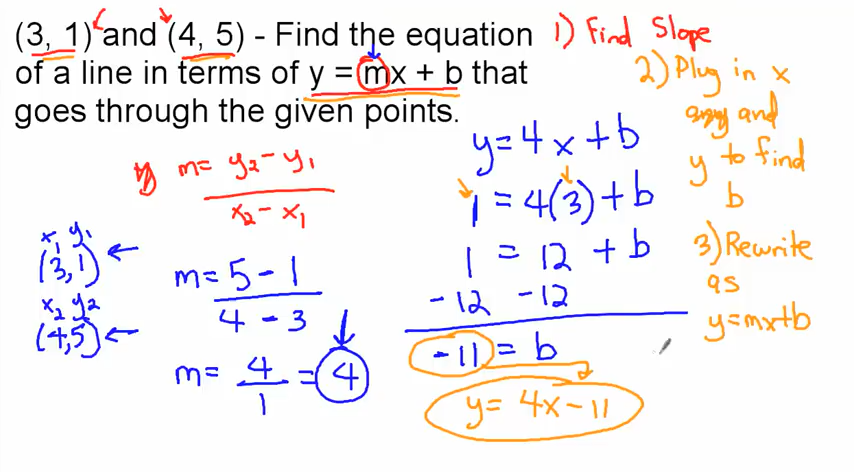 (3, 1) and (4, 5) - Find the equation
of a line in terms of y = mx + b that
goes through the given points.
1) Find Slope
2) Plug in x
and
y to find
b
3) Rewrite
as
y=mx+b
m= y₂ - y₁
x₂ - x₁
x₁ y₁
(3,1)
x₂ y₂
(4,5)
m= 5 - 1
4 - 3
m= 4 = 4
1
y=4x+b
1 = 4(3)+b
1 = 12 + b
-12 -12
-11 = b
y= 4x-11